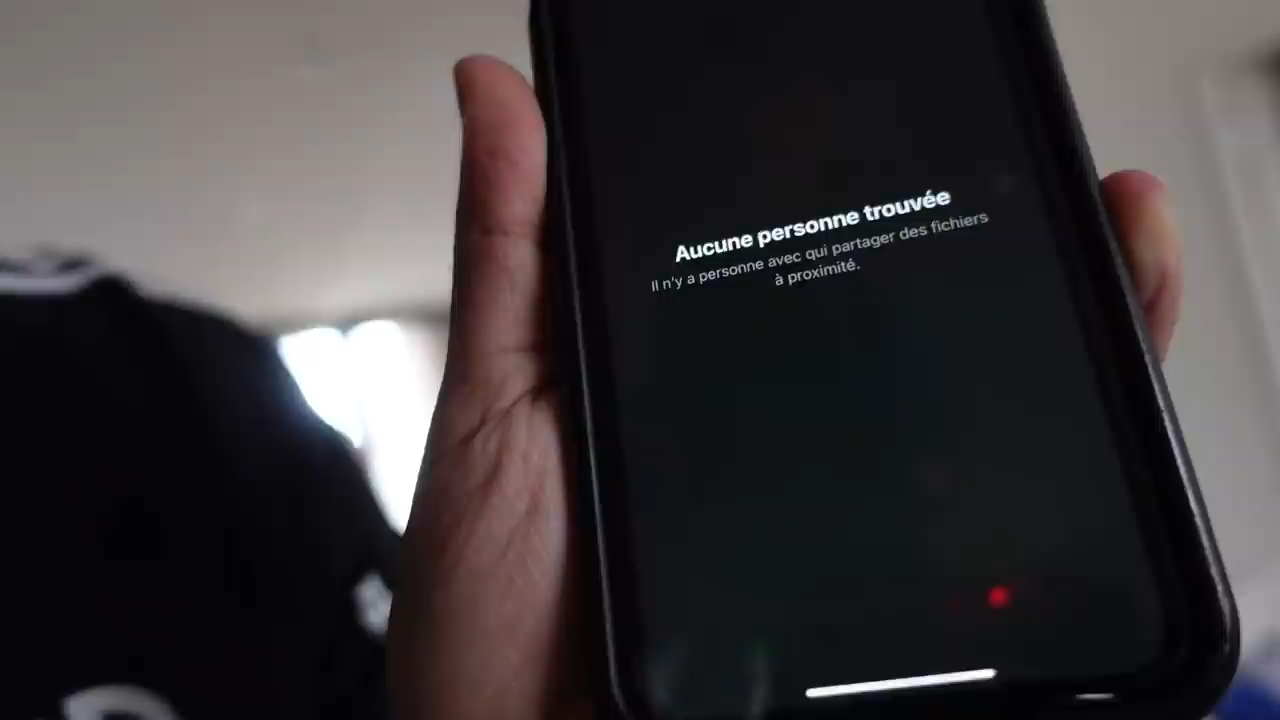 Aucune personne trouvée
Il n'y a personne avec qui partager des fichiers
à proximité.